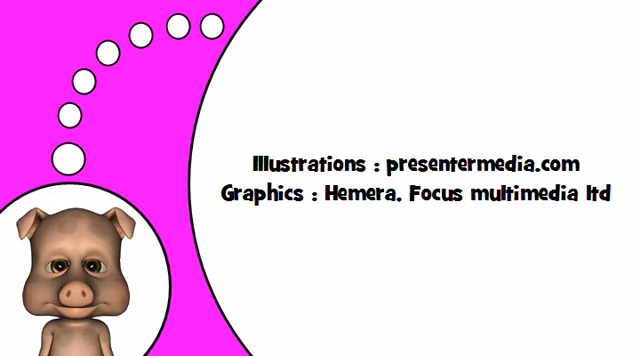 Illustrations : presentermedia.com
Graphics : Hemera. Focus multimedia ltd